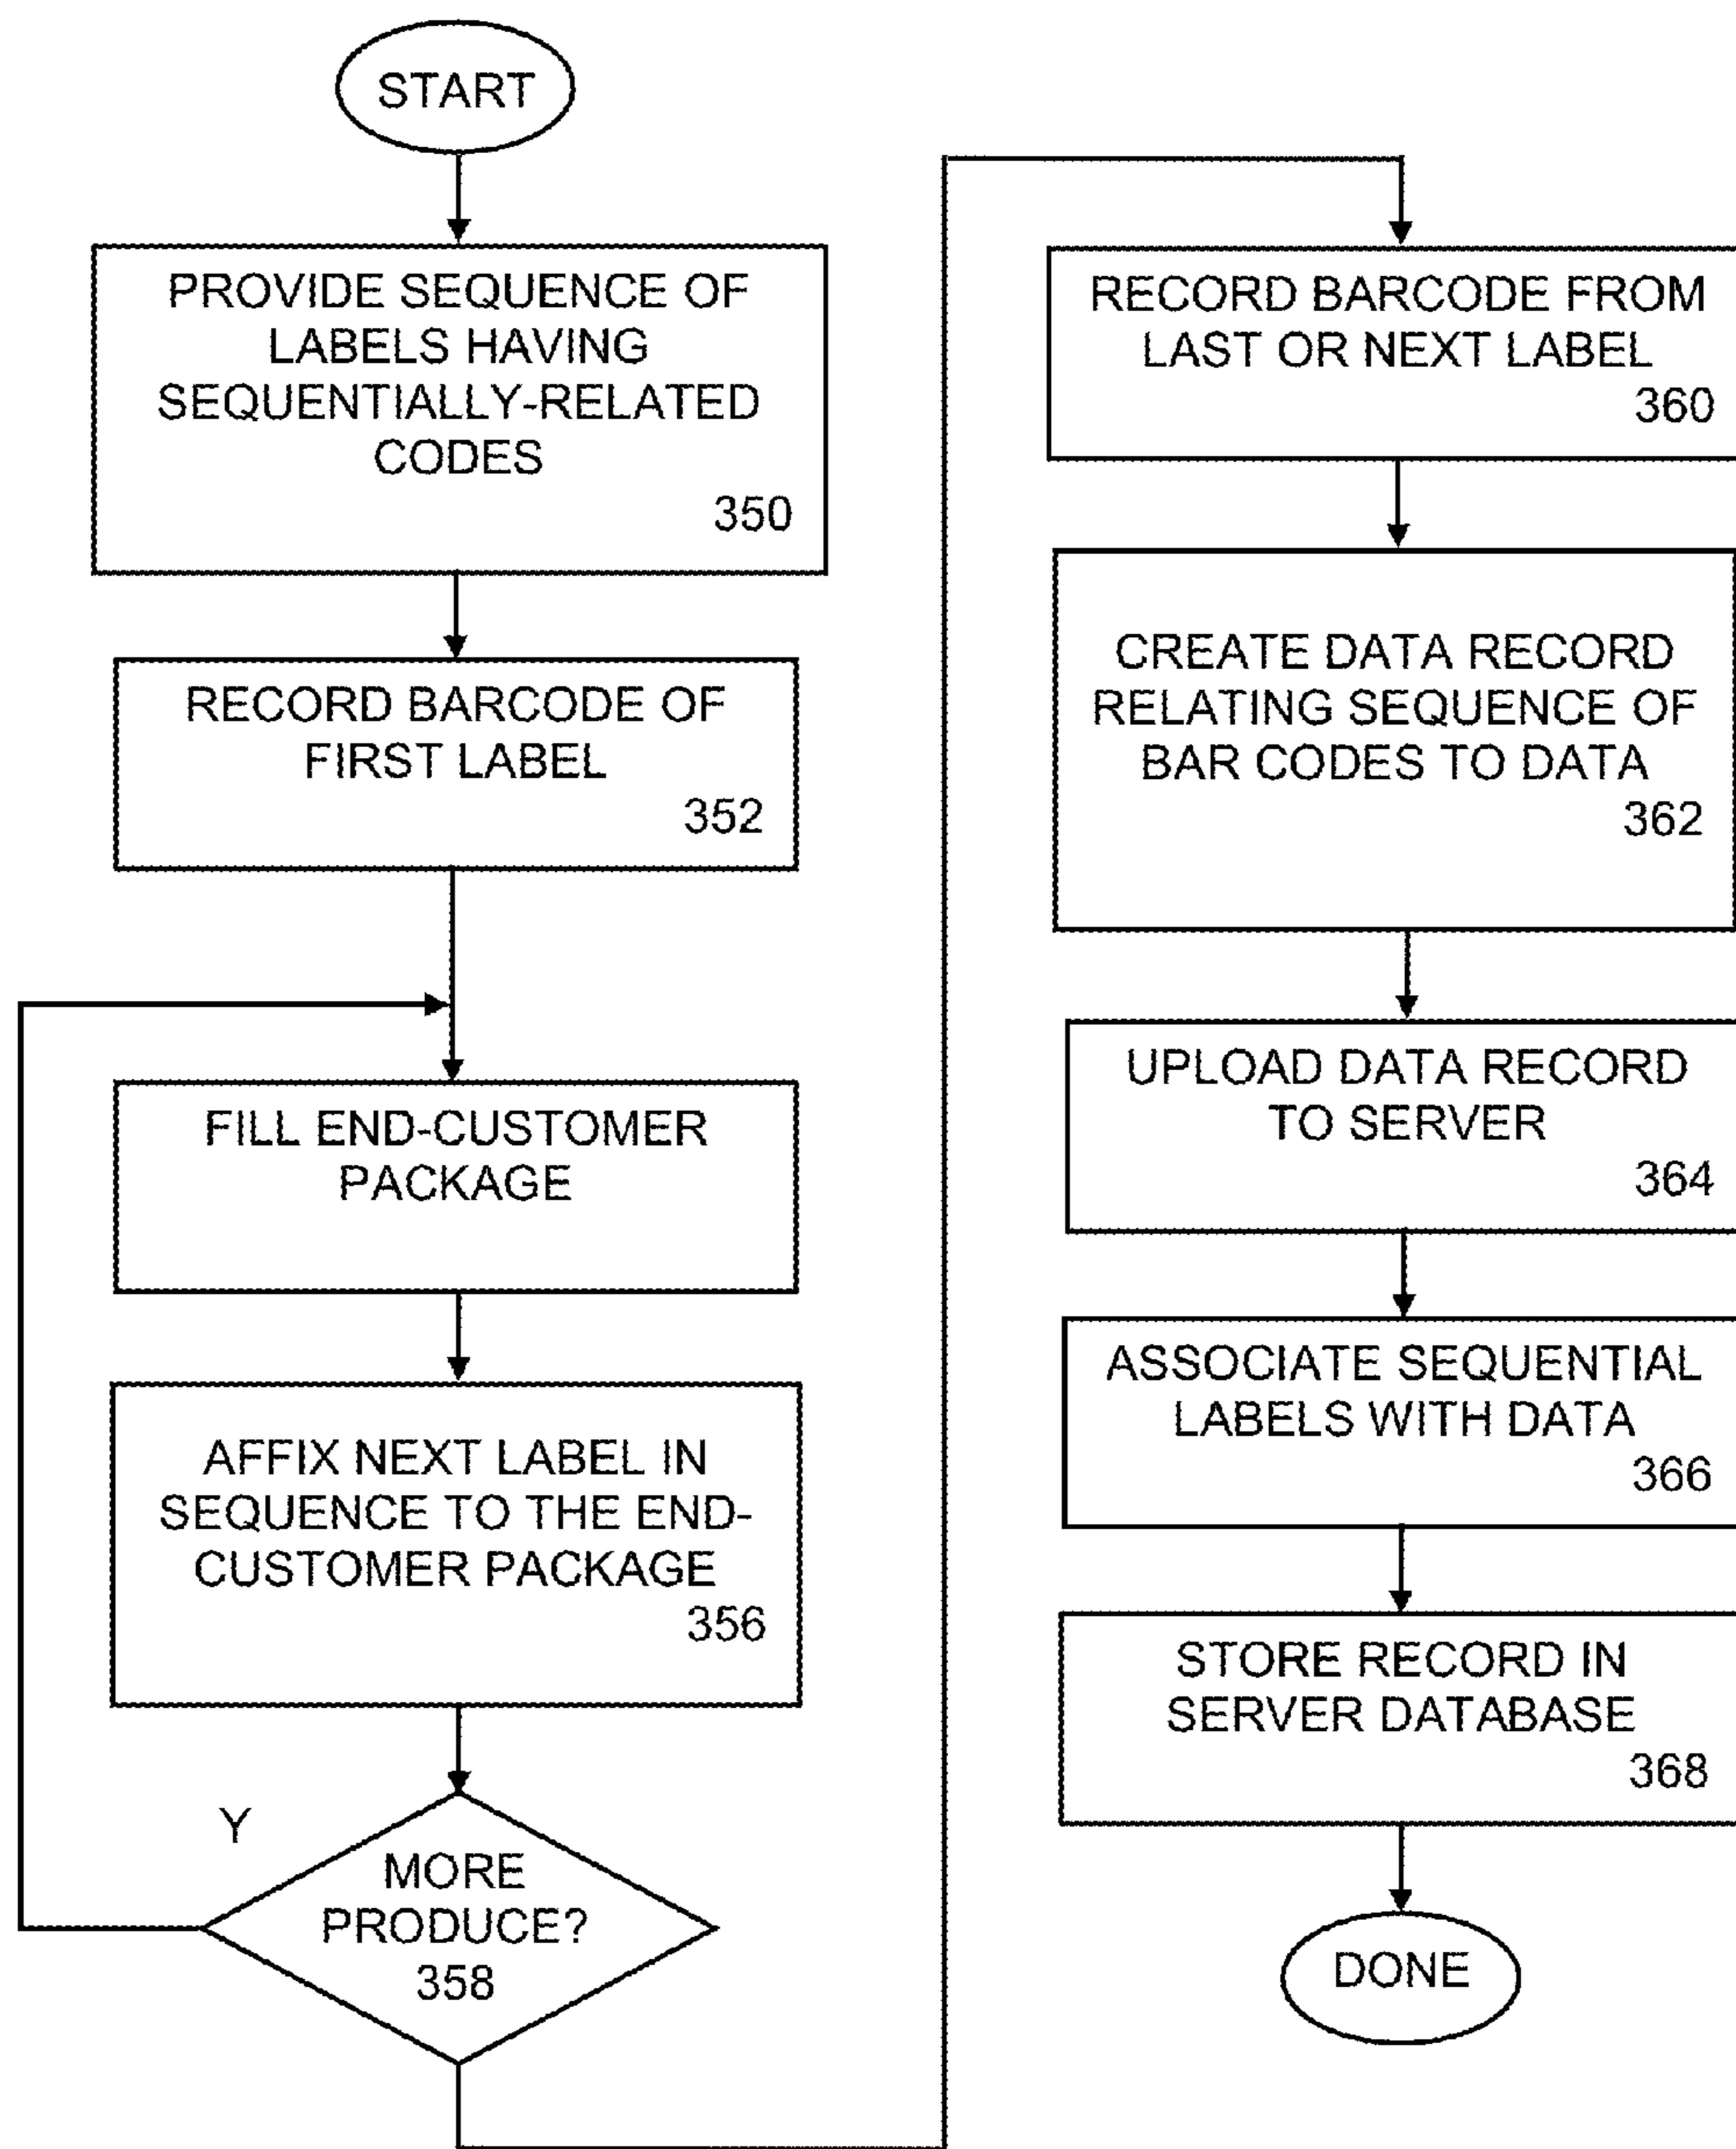 START
PROVIDE SEQUENCE OF
LABELS HAVING
SEQUENTIALLY-RELATED
CODES
350
RECORD BARCODE OF
FIRST LABEL
352
FILL END-CUSTOMER
PACKAGE
AFFIX NEXT LABEL IN
SEQUENCE TO THE END-
CUSTOMER PACKAGE
356
Y
MORE
PRODUCE?
358
RECORD BARCODE FROM
LAST OR NEXT LABEL
360
CREATE DATA RECORD
RELATING SEQUENCE OF
BAR CODES TO DATA
362
UPLOAD DATA RECORD
TO SERVER
364
ASSOCIATE SEQUENTIAL
LABELS WITH DATA
366
STORE RECORD IN
SERVER DATABASE
368
DONE